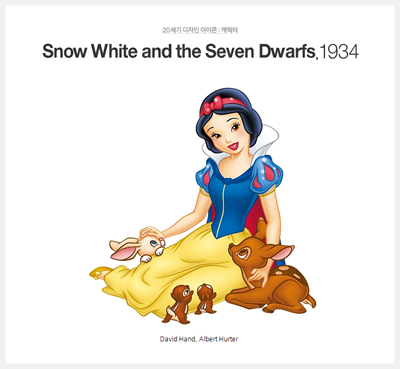 20세기 디자인 아이콘 : 캐릭터
Snow White and the Seven Dwarfs,1934
David Hand, Albert Hurter